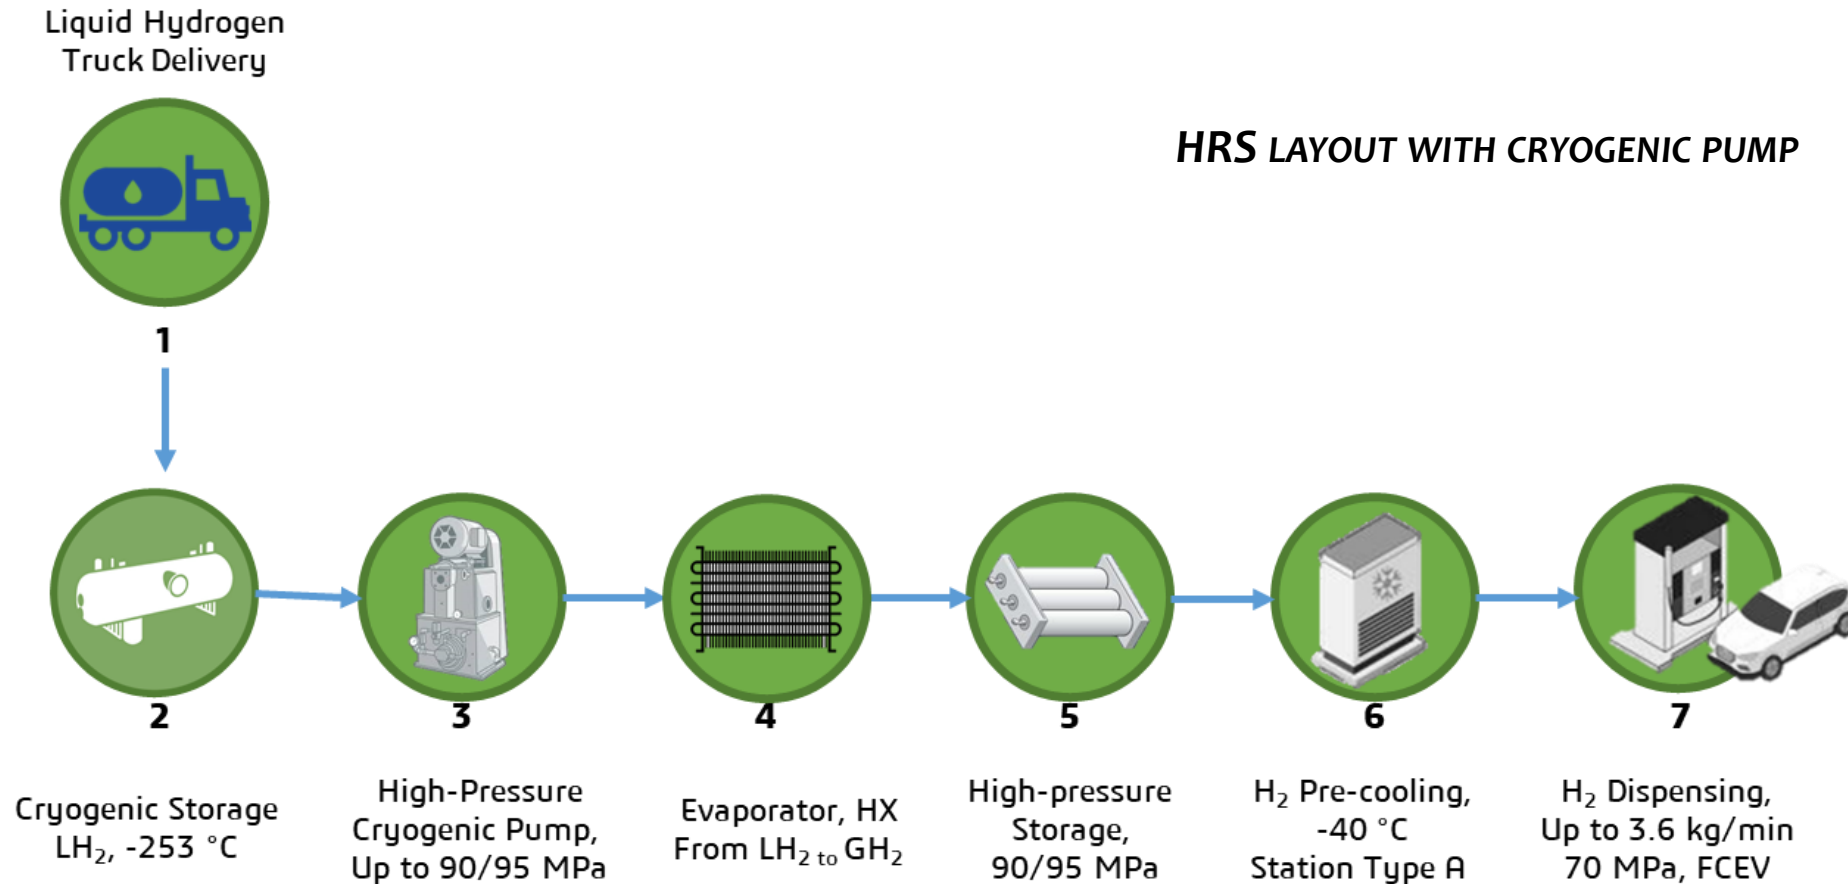 Liquid Hydrogen
Truck Delivery
HRS LAYOUT WITH CRYOGENIC PUMP
1
2
3
4
5
6
7
Cryogenic Storage
LH₂, -253 °C
High-Pressure
Cryogenic Pump,
Up to 90/95 MPa
Evaporator, HX
From LH₂ to GH₂
High-pressure
Storage,
90/95 MPa
H₂ Pre-cooling,
-40 °C
Station Type A
H₂ Dispensing,
Up to 3.6 kg/min
70 MPa, FCEV